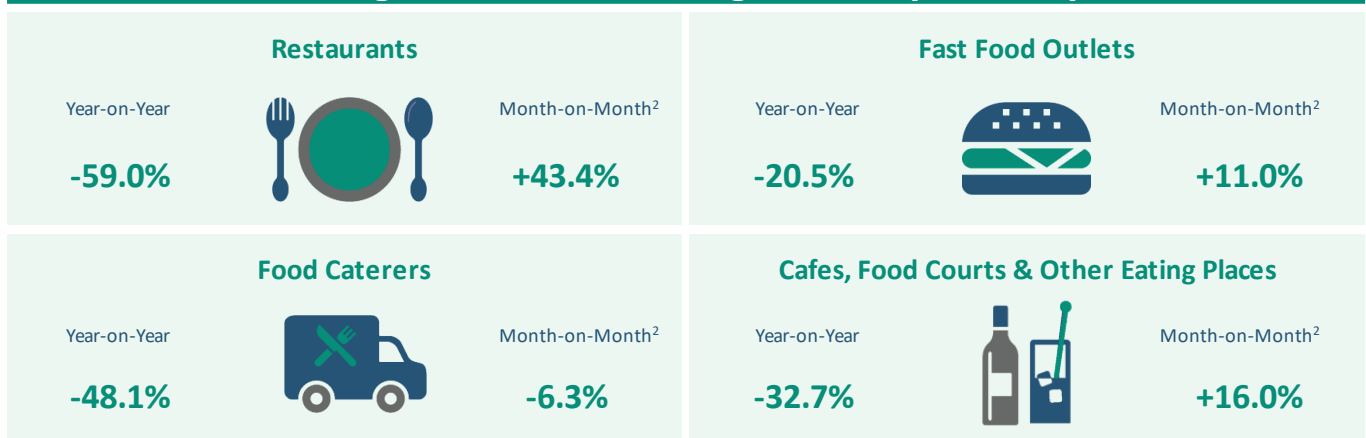 Restaurants
Year-on-Year
Month-on-Month²
-59.0%
+43.4%
Fast Food Outlets
Year-on-Year
Month-on-Month²
-20.5%
+11.0%
Food Caterers
Year-on-Year
Month-on-Month²
-48.1%
-6.3%
Cafes, Food Courts & Other Eating Places
Year-on-Year
Month-on-Month²
-32.7%
+16.0%